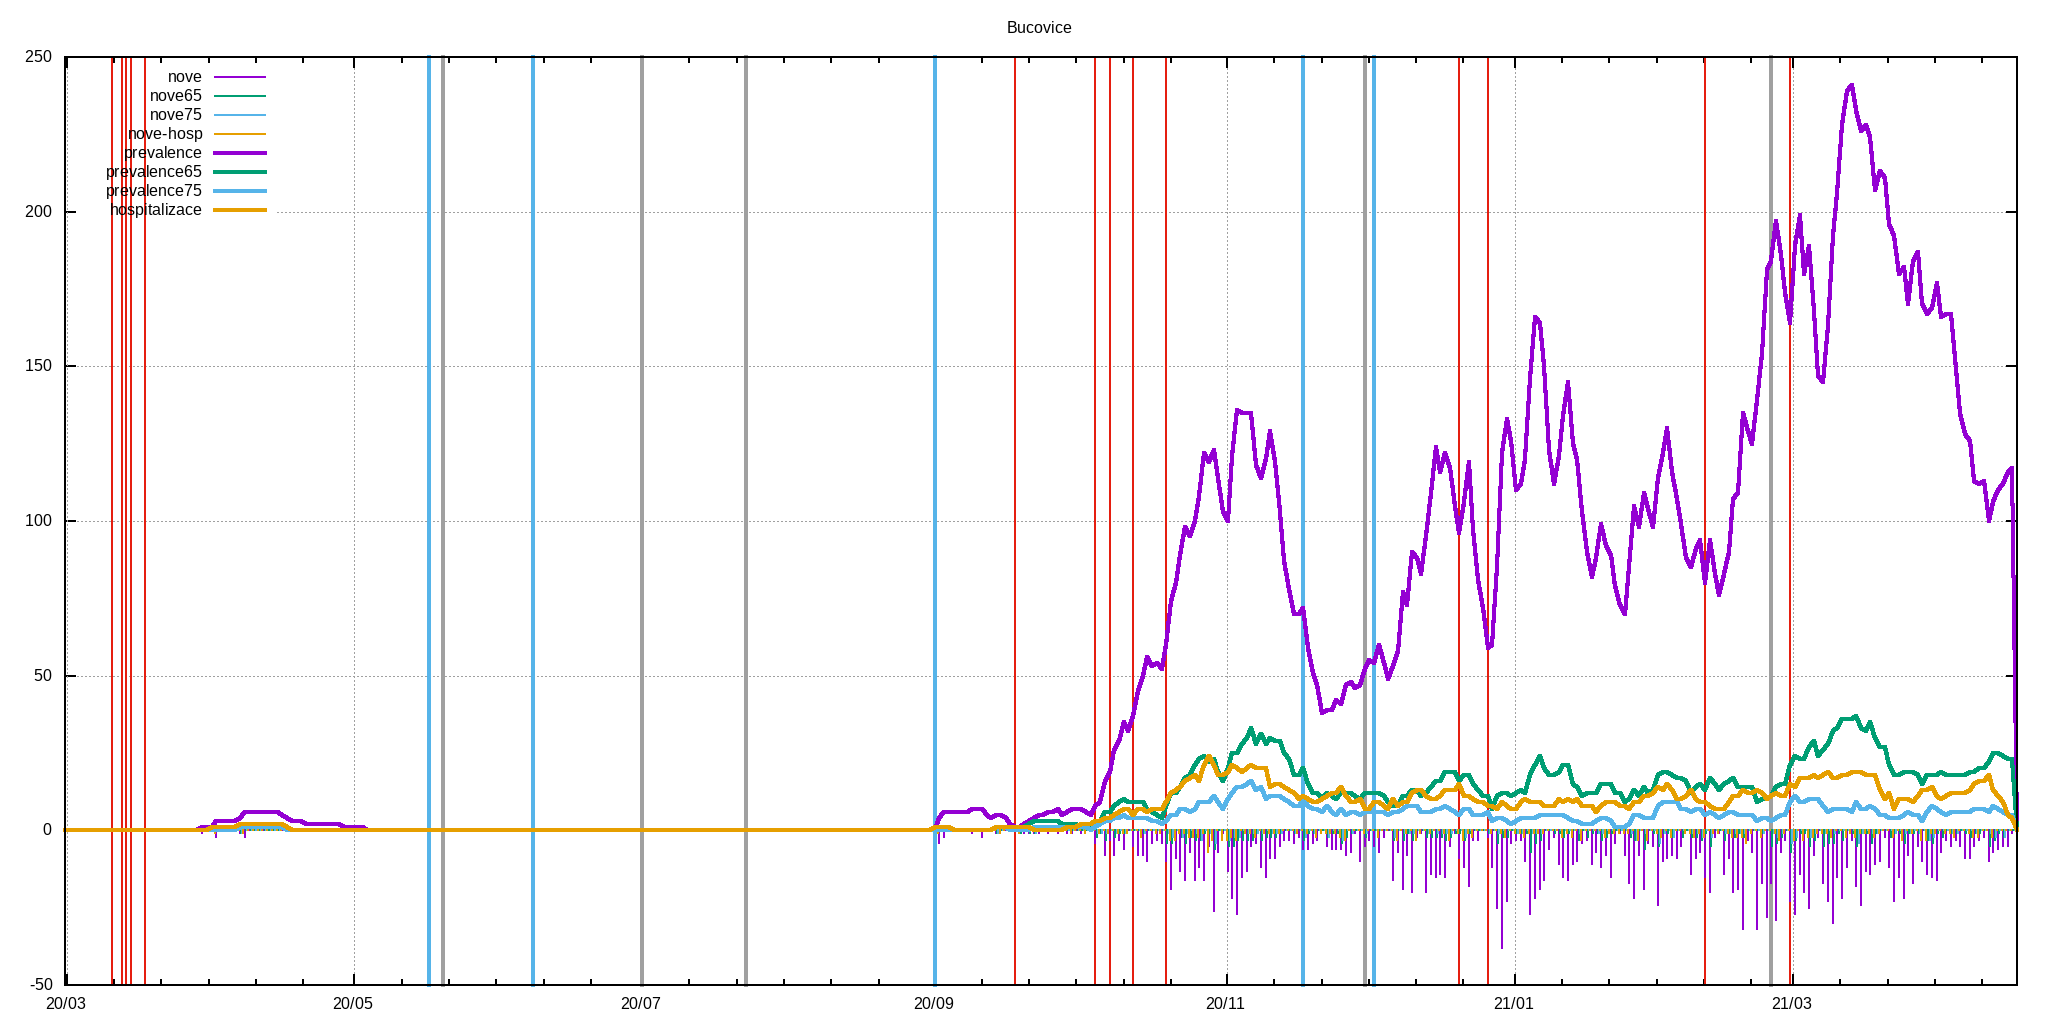 Bucovice
250
200
150
100
50
0
-50
nove
nove65
nove75
nove-hosp
prevalence
prevalence65
prevalence75
hospitalizace
20/03 20/05 20/07 20/09 20/11 21/01 21/03